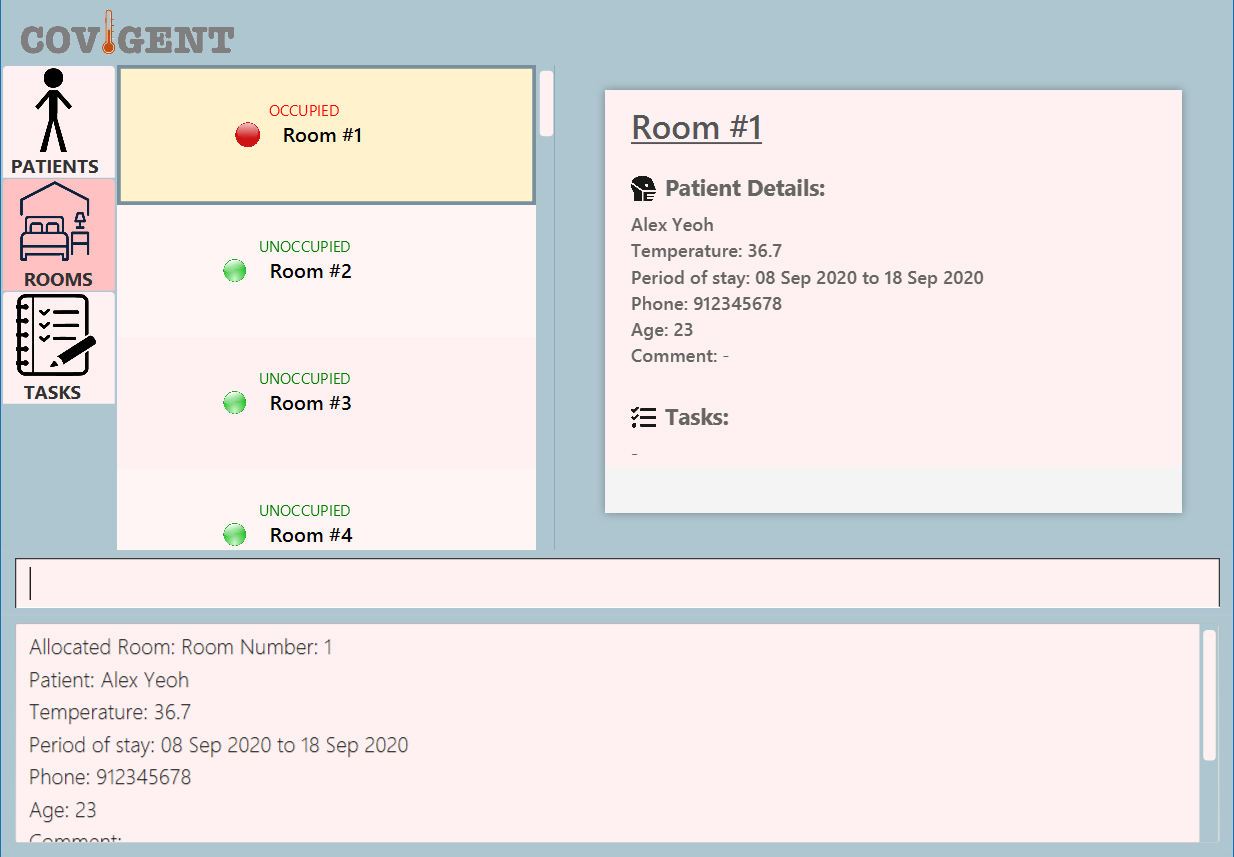 COVIGENT
PATIENTS
ROOMS
TASKS
OCCUPIED
Room #1
UNOCCUPIED
Room #2
UNOCCUPIED
Room #3
UNOCCUPIED
Room #4
Room #1
Patient Details:
Alex Yeoh
Temperature: 36.7
Period of stay: 08 Sep 2020 to 18 Sep 2020
Phone: 912345678
Age: 23
Comment: -
Tasks:
-
Allocated Room: Room Number: 1
Patient: Alex Yeoh
Temperature: 36.7
Period of stay: 08 Sep 2020 to 18 Sep 2020
Phone: 912345678
Age: 23
Comment: